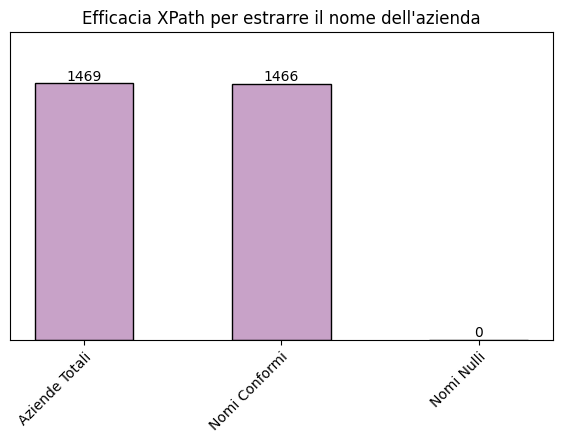 Efficacia XPath per estrarre il nome dell'azienda
1469
1466
0
Aziende Totali
Nomi Conformi
Nomi Nulli